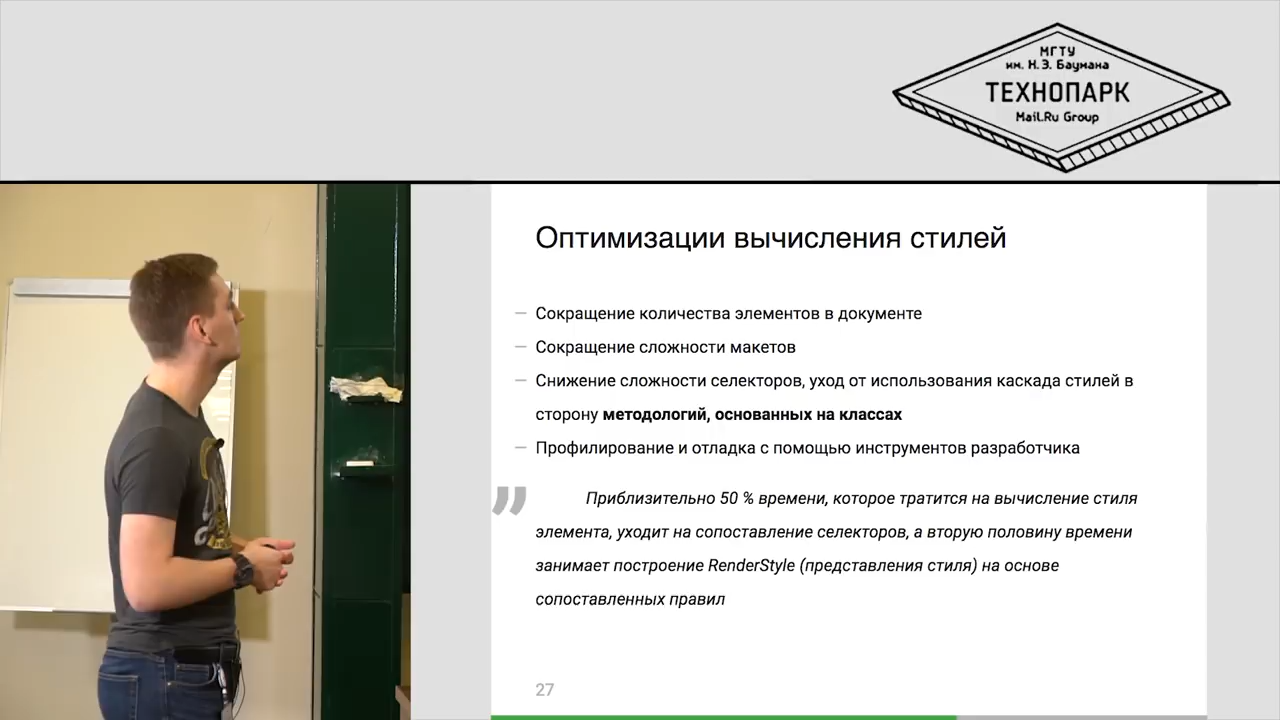 МГТУ
им. Н.Э. Баумана
ТЕХНОПАРК
Mail.Ru Group
Оптимизации вычисления стилей
— Сокращение количества элементов в документе
— Сокращение сложности макетов
— Снижение сложности селекторов, уход от использования каскада стилей в
сторону методологий, основанных на классах
— Профилирование и отладка с помощью инструментов разработчика
” Приблизительно 50 % времени, которое тратится на вычисление стиля
элемента, уходит на сопоставление селекторов, а вторую половину времени
занимает построение RenderStyle (представления стиля) на основе
сопоставленных правил
27